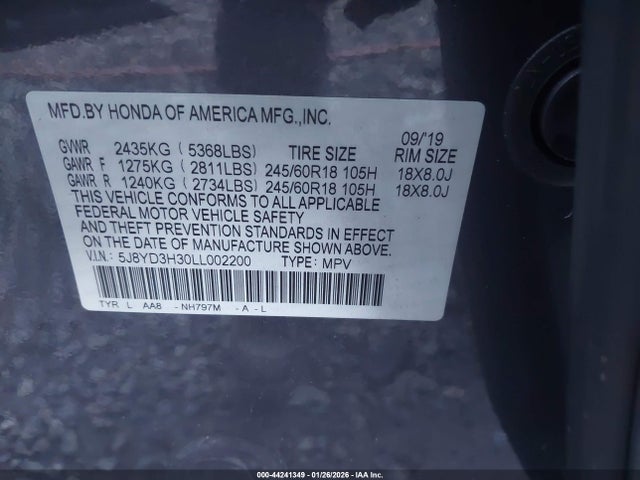 MFD.BY HONDA OF AMERICA MFG.,INC.
09/'19
GVWR 2435KG ( 5368LBS) TIRE SIZE RIM SIZE
GAWR F 1275KG ( 2811LBS) 245/60R18 105H 18X8.0J
GAWR R 1240KG ( 2734LBS) 245/60R18 105H 18X8.0J
THIS VEHICLE CONFORMS TO ALL APPLICABLE
FEDERAL MOTOR VEHICLE SAFETY
AND THEFT PREVENTION STANDARDS IN EFFECT
ON THE DATE OF MANUFACTURE SHOWN ABOVE.
V.I.N.: 5J8YD3H30LL002200 TYPE: MPV
TYR L AA8 - NH797M - A - L
000-44241349 | 01/26/2026 - IAA Inc.